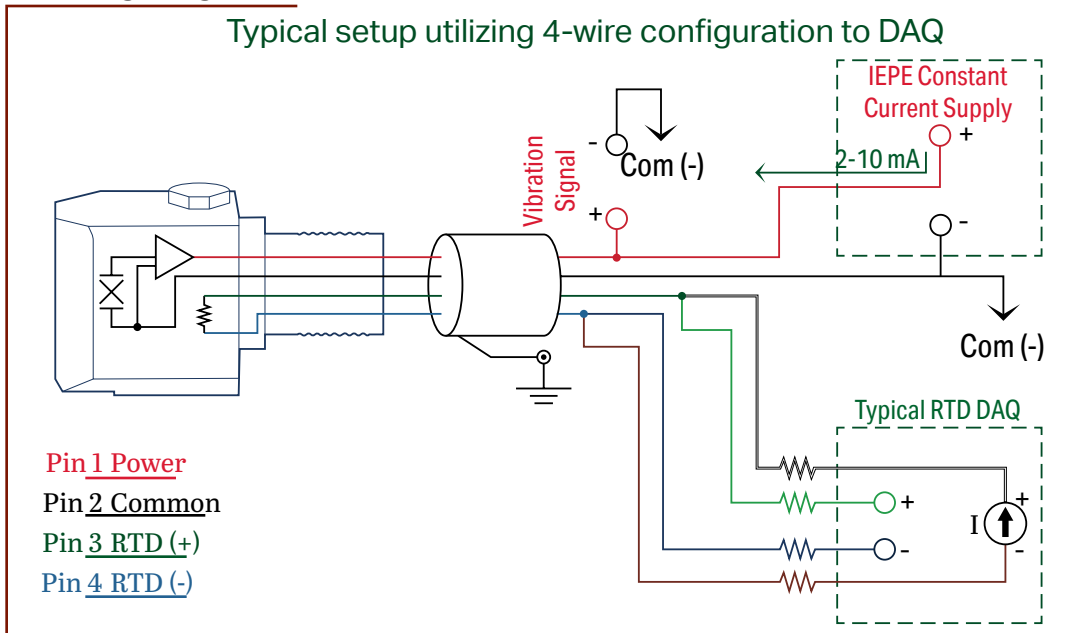 Typical setup utilizing 4-wire configuration to DAQ
IEPE Constant
Current Supply
+
2-10 mA
-
Com (-)
Vibration
Signal
+
-
Com (-)
Typical RTD DAQ
+
-
I
+
-
Pin 1 Power
Pin 2 Common
Pin 3 RTD (+)
Pin 4 RTD (-)